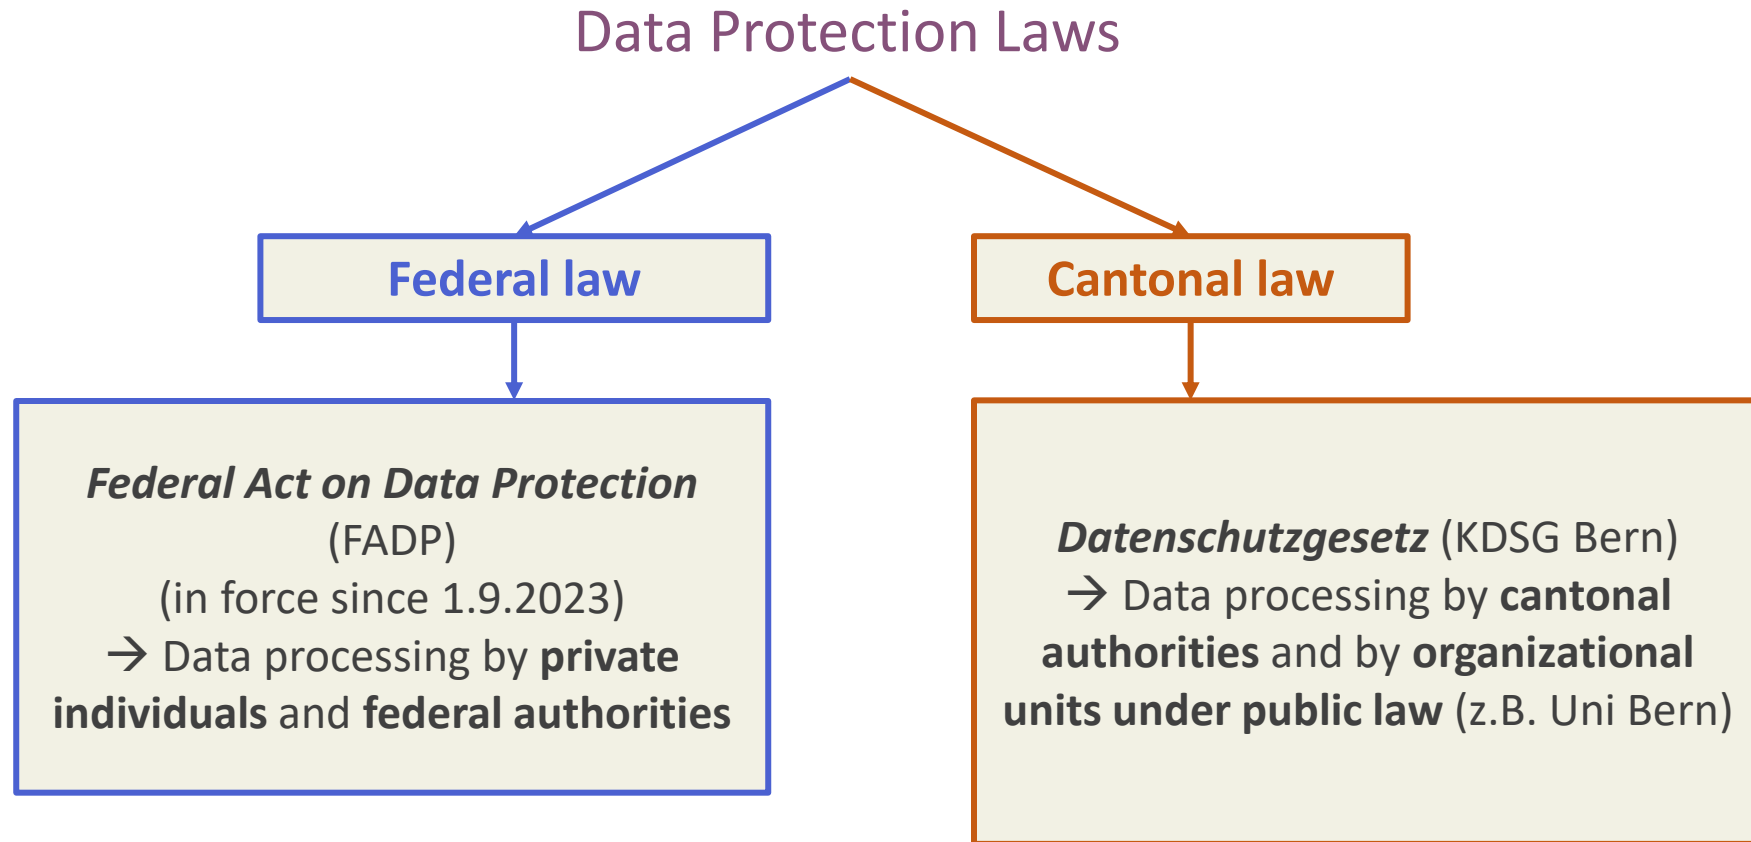 Data Protection Laws
Federal law
Cantonal law
Federal Act on Data Protection
(FADP)
(in force since 1.9.2023)
→ Data processing by private
individuals and federal authorities
Datenschutzgesetz (KDSG Bern)
→ Data processing by cantonal
authorities and by organizational
units under public law (z.B. Uni Bern)